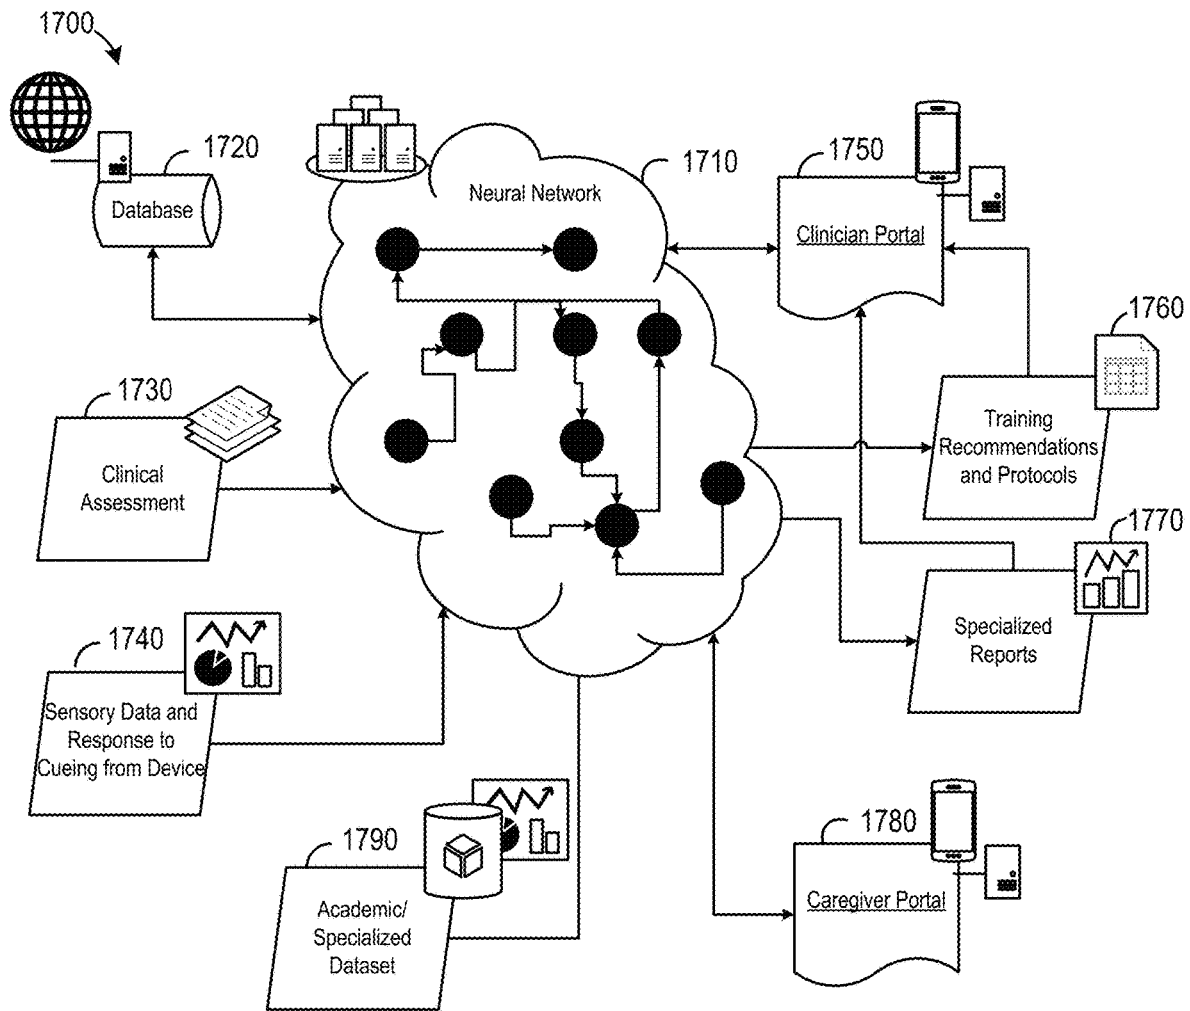 1700
1720
Database
1710
Neural Network
1750
Clinician Portal
1760
Training
Recommendations
and Protocols
1730
Clinical
Assessment
1770
Specialized
Reports
1740
Sensory Data and
Response to
Cueing from Device
1790
Academic/
Specialized
Dataset
1780
Caregiver Portal